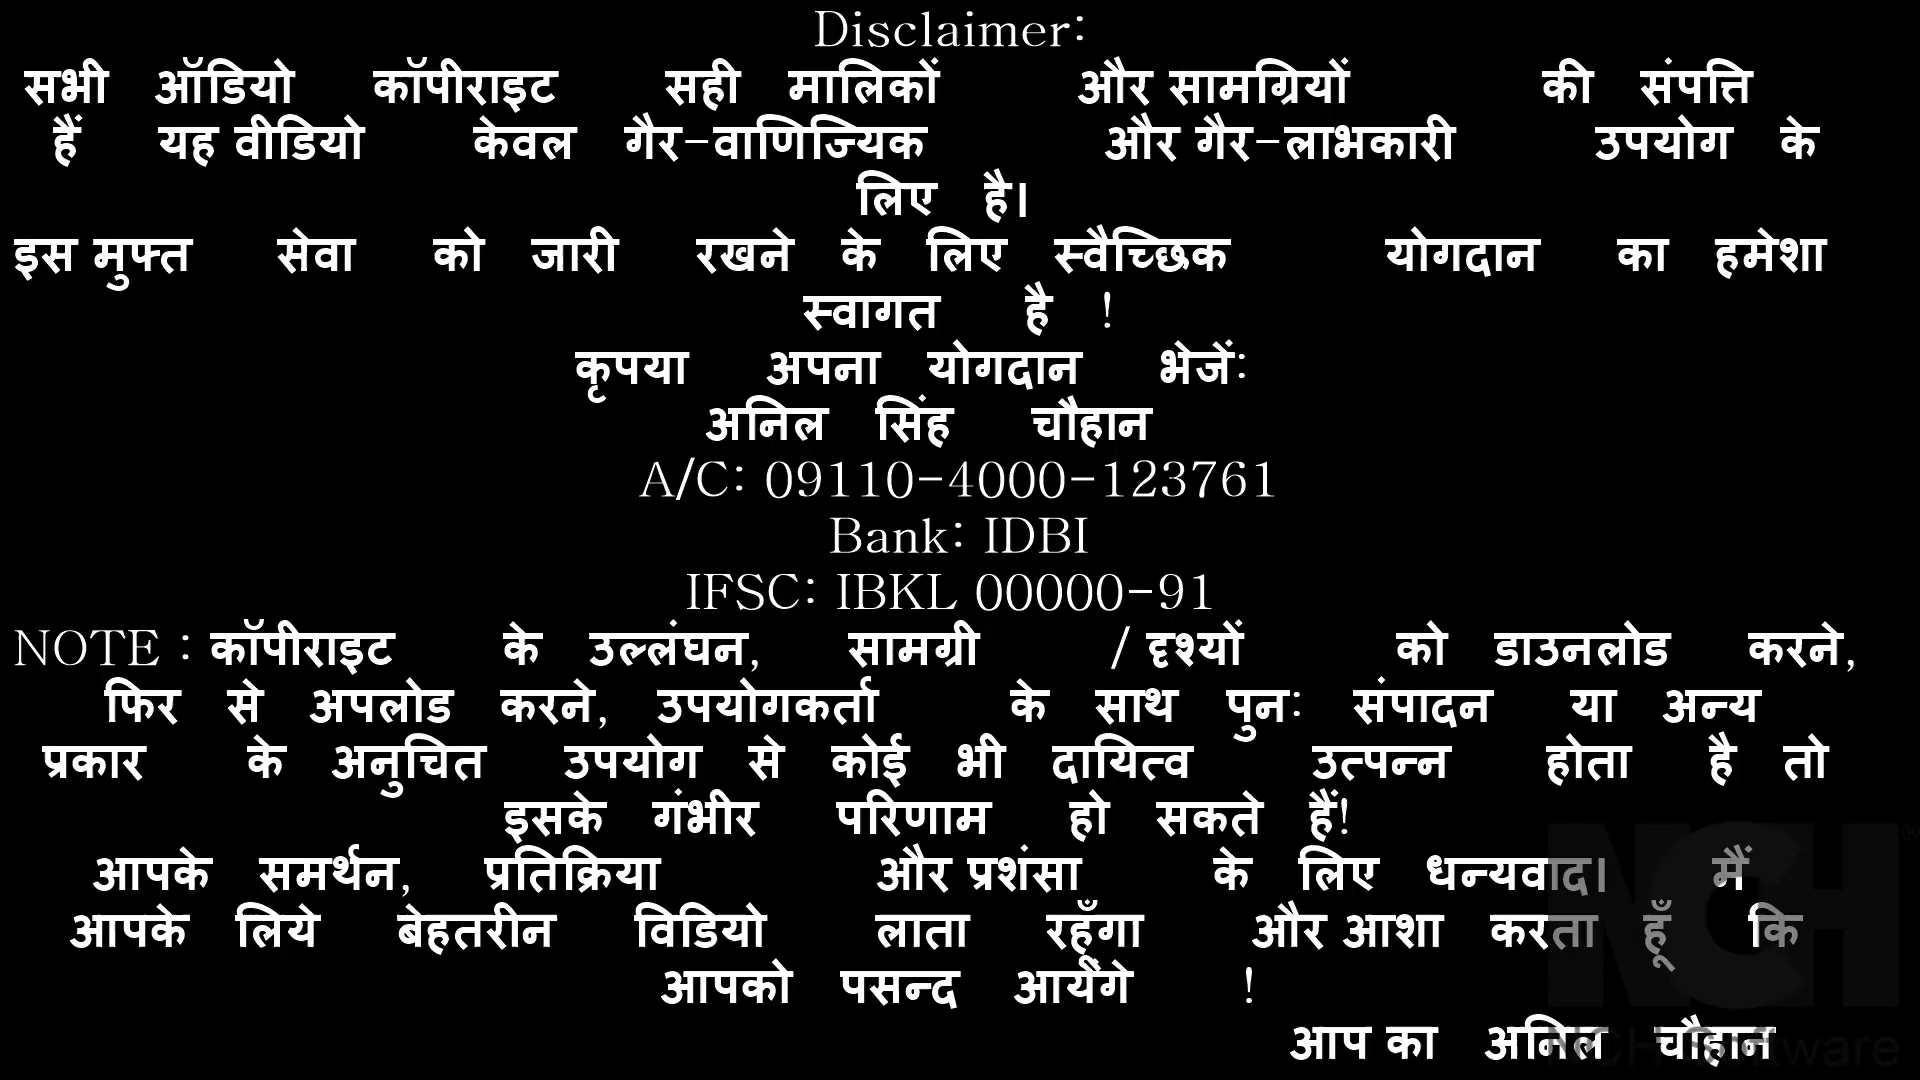 Disclaimer:
सभी ऑडियो कॉपीराइट सही मालिकों और सामग्रियों की संपत्ति
हैं यह वीडियो केवल गैर-वाणिज्यिक और गैर-लाभकारी उपयोग के
लिए है।
इस मुफ्त सेवा को जारी रखने के लिए स्वैच्छिक योगदान का हमेशा
स्वागत है !
कृपया अपना योगदान भेजें:
अनिल सिंह चौहान
A/C: 09110-4000-123761
Bank: IDBI
IFSC: IBKL 00000-91
NOTE : कॉपीराइट के उल्लंघन, सामग्री / दृश्यों को डाउनलोड करने,
फिर से अपलोड करने, उपयोगकर्ता के साथ पुन: संपादन या अन्य
प्रकार के अनुचित उपयोग से कोई भी दायित्व उत्पन्न होता है तो
इसके गंभीर परिणाम हो सकते हैं!
आपके समर्थन, प्रतिक्रिया और प्रशंसा के लिए धन्यवाद। मैं
आपके लिये बेहतरीन विडियो लाता रहूँगा और आशा करता हूँ कि
आपको पसन्द आयेंगे !
आप का अनिल चौहान
NCH ®
NCH Software